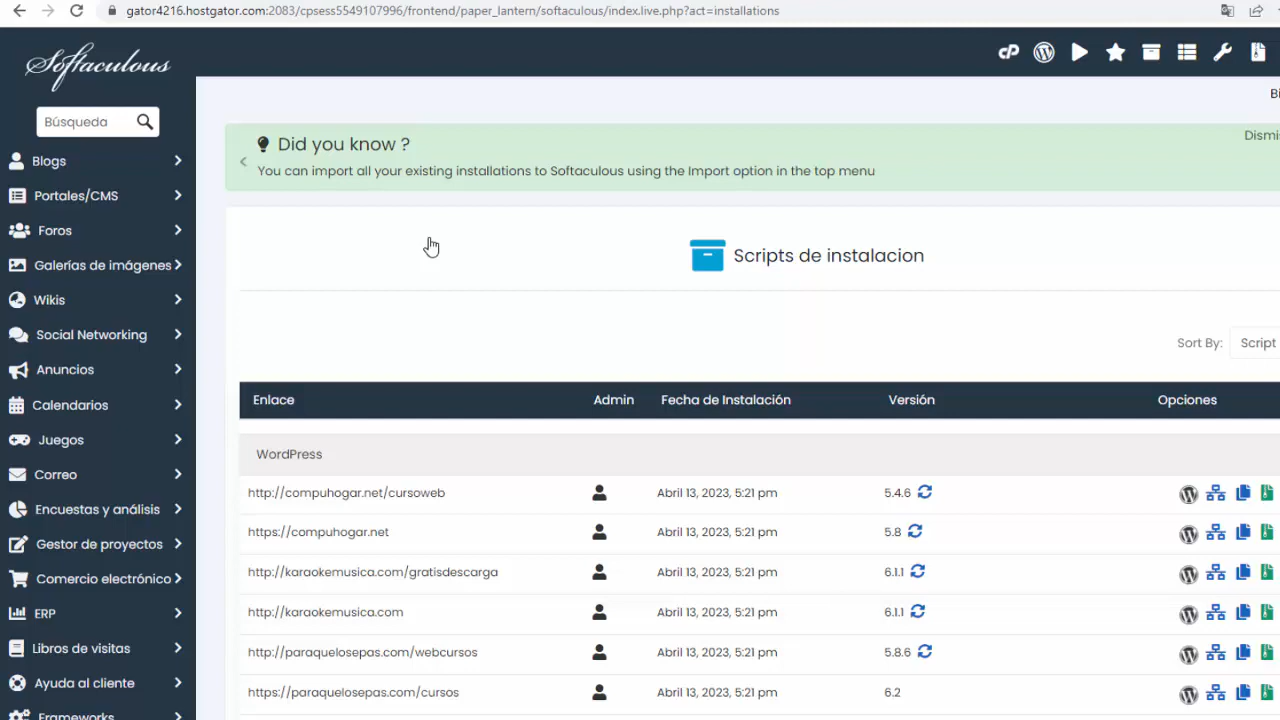 gator4216.hostgator.com:2083/cpsess5549107996/frontend/paper_lantern/softaculous/index.live.php?act=installations
Softaculous
cP
Búsqueda
Bi
Did you know ?
Dismi
You can import all your existing installations to Softaculous using the Import option in the top menu
Blogs
Portales/CMS
Foros
Galerías de imágenes
Wikis
Social Networking
Anuncios
Calendarios
Juegos
Correo
Encuestas y análisis
Gestor de proyectos
Comercio electrónico
ERP
Libros de visitas
Ayuda al cliente
Frameworks
Scripts de instalacion
Sort By: Script
Enlace Admin Fecha de Instalación Versión Opciones
WordPress
http://compuhogar.net/cursoweb Abril 13, 2023, 5:21 pm 5.4.6
https://compuhogar.net Abril 13, 2023, 5:21 pm 5.8
http://karaokemusica.com/gratisdescarga Abril 13, 2023, 5:21 pm 6.1.1
http://karaokemusica.com Abril 13, 2023, 5:21 pm 6.1.1
http://paraquelosepas.com/webcursos Abril 13, 2023, 5:21 pm 5.8.6
https://paraquelosepas.com/cursos Abril 13, 2023, 5:21 pm 6.2